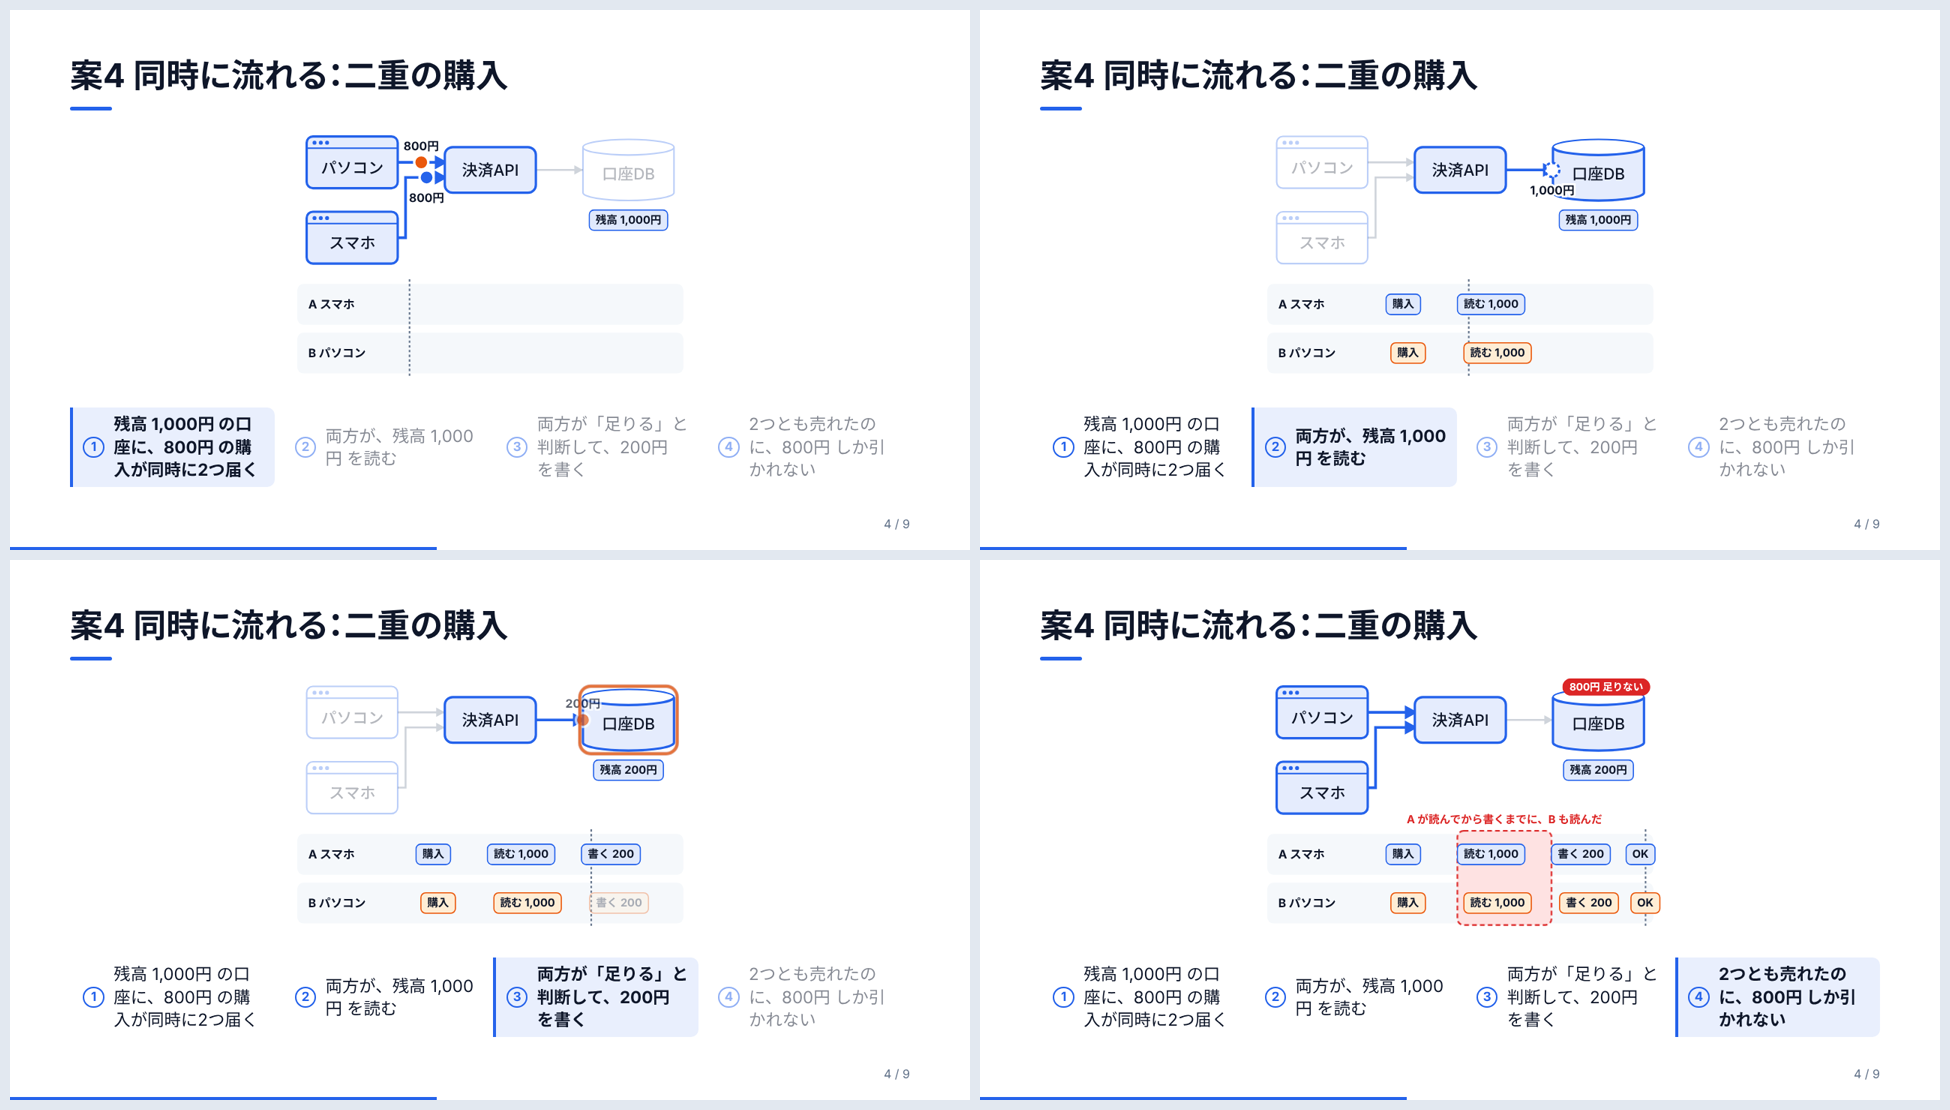 案4 同時に流れる：二重の購入
800円
パソコン
決済API
口座DB
800円
残高 1,000円
スマホ
A スマホ
B パソコン
1 残高 1,000円 の口
座に、800円 の購
入が同時に2つ届く
2 両方が、残高 1,000
円 を読む
3 両方が「足りる」と
判断して、200円
を書く
4 2つとも売れたの
に、800円 しか引
かれない
4 / 9
案4 同時に流れる：二重の購入
パソコン
決済API
口座DB
1,000円
残高 1,000円
スマホ
A スマホ 購入 読む 1,000
B パソコン 購入 読む 1,000
1 残高 1,000円 の口
座に、800円 の購
入が同時に2つ届く
2 両方が、残高 1,000
円 を読む
3 両方が「足りる」と
判断して、200円
を書く
4 2つとも売れたの
に、800円 しか引
かれない
4 / 9
案4 同時に流れる：二重の購入
200円
パソコン
決済API
口座DB
残高 200円
スマホ
A スマホ 購入 読む 1,000 書く 200
B パソコン 購入 読む 1,000 書く 200
1 残高 1,000円 の口
座に、800円 の購
入が同時に2つ届く
2 両方が、残高 1,000
円 を読む
3 両方が「足りる」と
判断して、200円
を書く
4 2つとも売れたの
に、800円 しか引
かれない
4 / 9
案4 同時に流れる：二重の購入
800円 足りない
パソコン
決済API
口座DB
残高 200円
スマホ
A が読んでから書くまでに、B も読んだ
A スマホ 購入 読む 1,000 書く 200 OK
B パソコン 購入 読む 1,000 書く 200 OK
1 残高 1,000円 の口
座に、800円 の購
入が同時に2つ届く
2 両方が、残高 1,000
円 を読む
3 両方が「足りる」と
判断して、200円
を書く
4 2つとも売れたの
に、800円 しか引
かれない
4 / 9